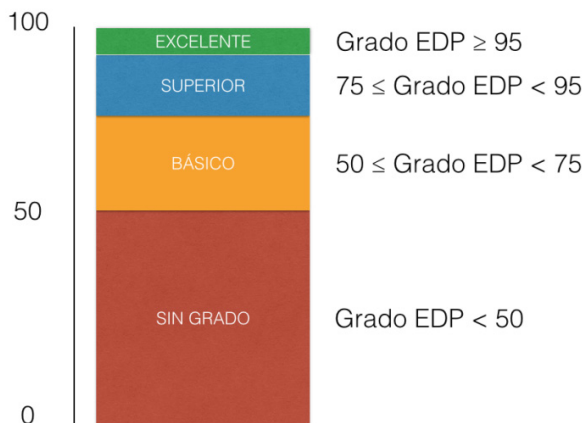 100
EXCELENTE
Grado EDP ≥ 95
SUPERIOR
75 ≤ Grado EDP < 95
BÁSICO
50 ≤ Grado EDP < 75
50
SIN GRADO
Grado EDP < 50
0